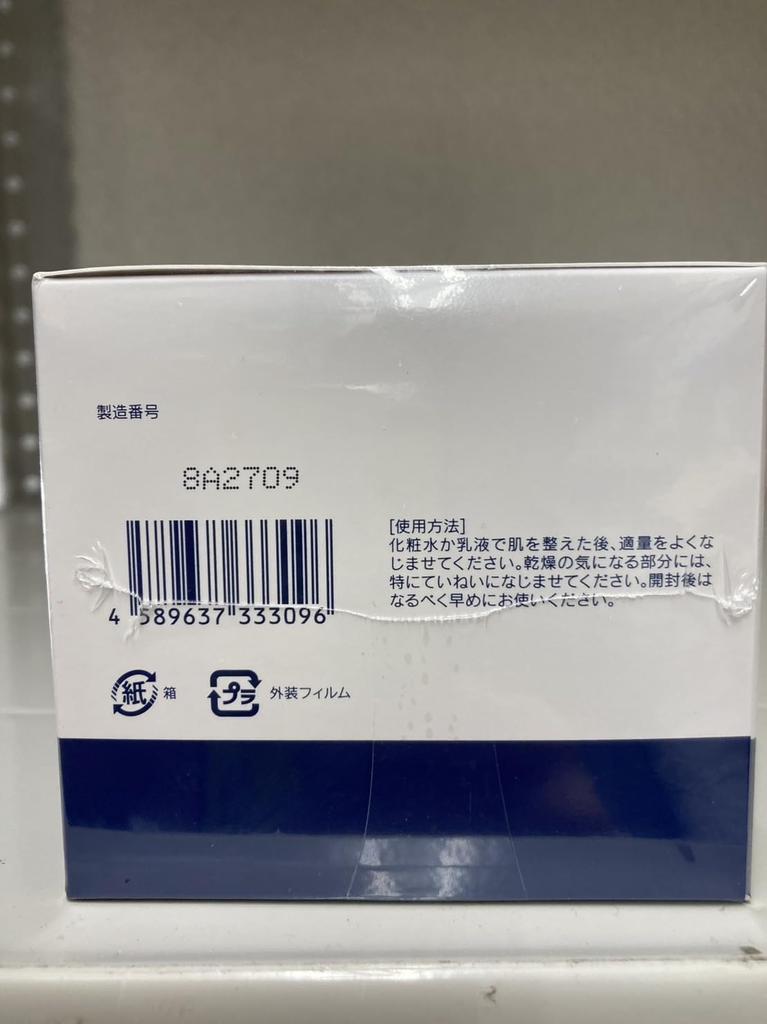 製造番号
8A2709
[使用方法]
化粧水か乳液で肌を整えた後、適量をよくな
じませてください。乾燥の気になる部分には、
特にていねいになじませてください。開封後は
なるべく早めにお使いください。
4 589637 333096
紙 箱 プラ 外装フィルム